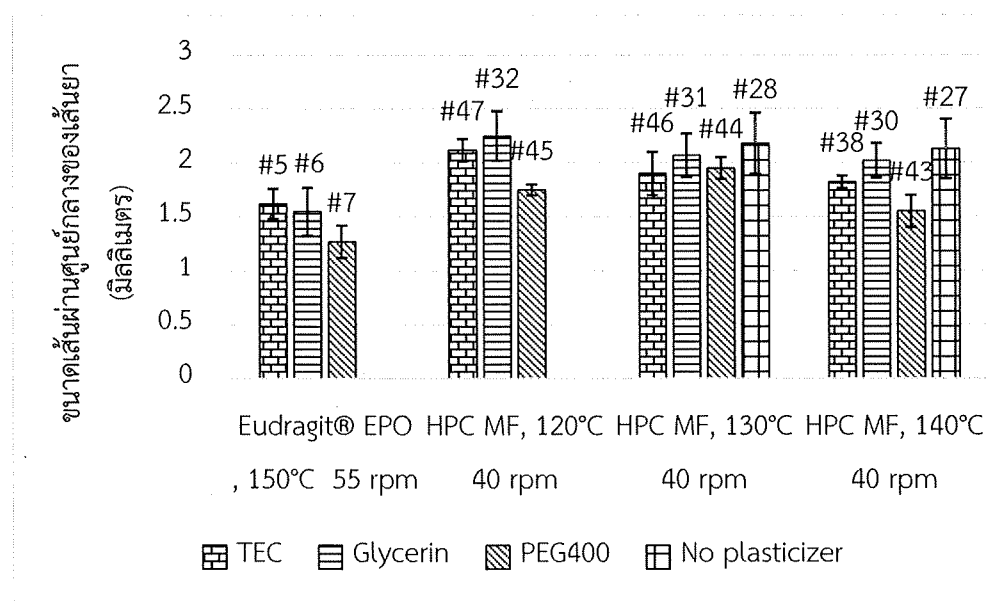 ขนาดเส้นผ่านศูนย์กลางของเส้นยา
(มิลลิเมตร)
3
2.5
2
1.5
1
0.5
0
#5
#6
#7
#47
#32
#45
#46
#31
#44
#28
#38
#30
#43
#27
Eudragit® EPO
, 150°C 55 rpm
HPC MF, 120°C
40 rpm
HPC MF, 130°C
40 rpm
HPC MF, 140°C
40 rpm
TEC
Glycerin
PEG400
No plasticizer